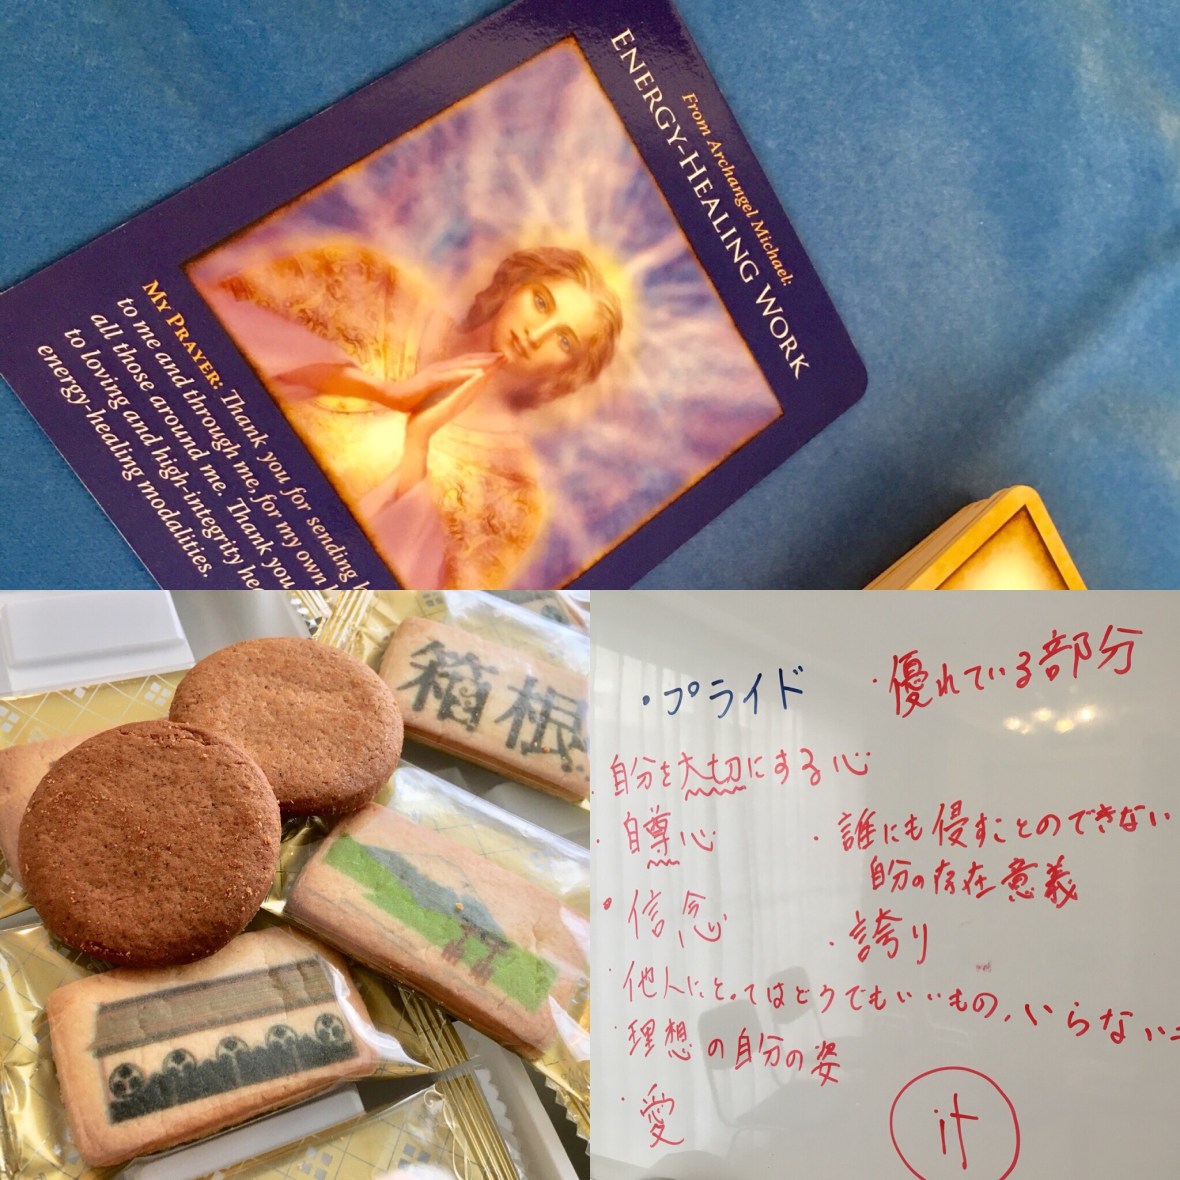 From Archangel Michael:
ENERGY-HEALING WORK
MY PRAYER: Thank you for sending
to me and through me, for my own
all those around me. Thank you
to loving and high-integrity
energy-healing modalities.
箱根
・プライド
・優れている部分
・自分を大切にする心
・自尊心
・誰にも侵すことのできない
自分の存在意義
・信念
・誇り
・他人にとってはどうでもいいもの、いらない
・理想の自分の姿
・愛
it